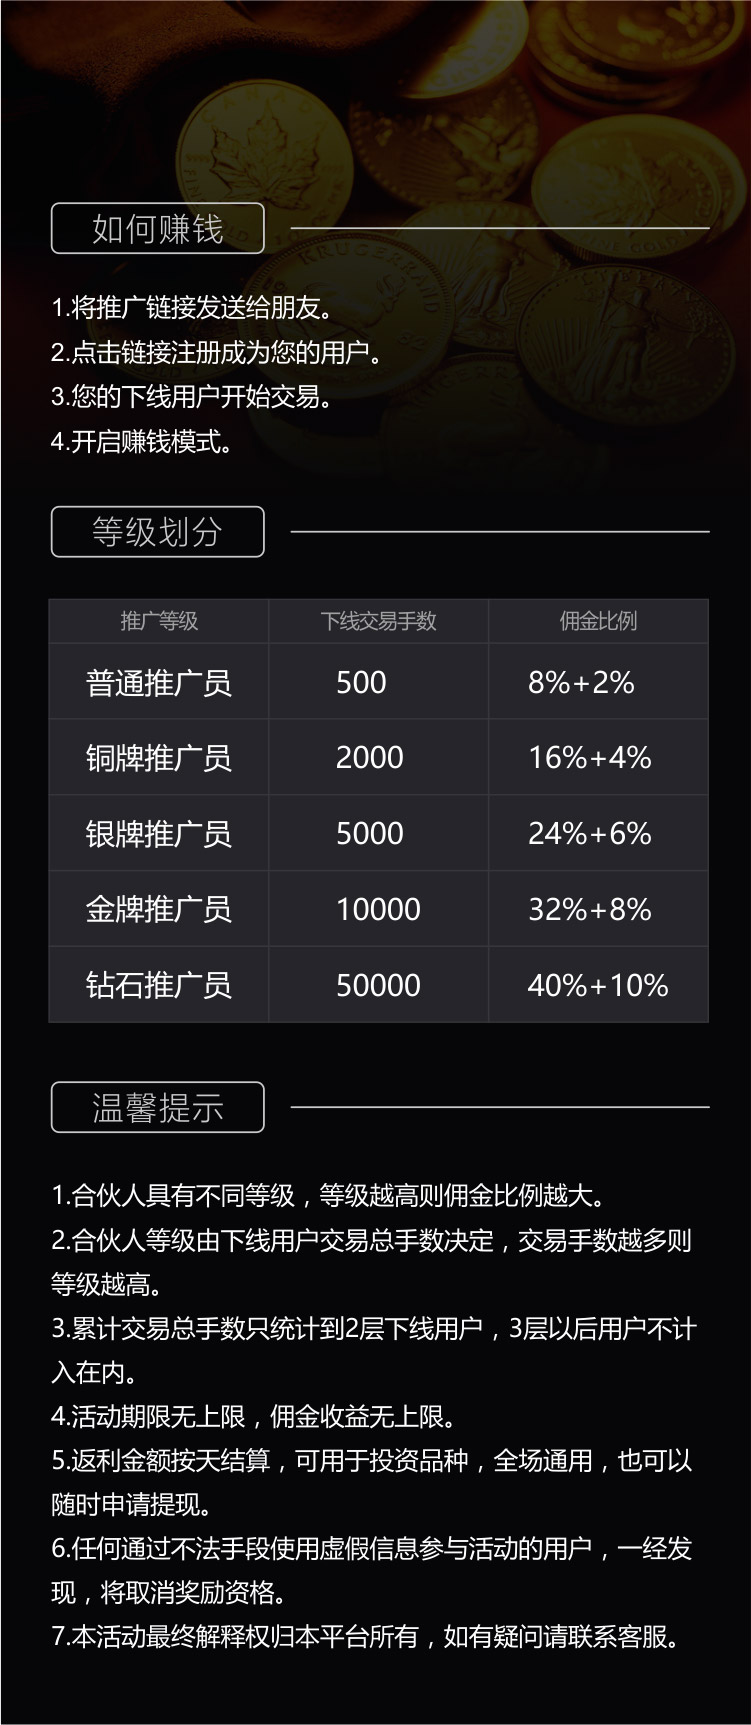 如何赚钱
1.将推广链接发送给朋友。
2.点击链接注册成为您的用户。
3.您的下线用户开始交易。
4.开启赚钱模式。
等级划分
推广等级 下线交易手数 佣金比例
普通推广员 500 8%+2%
铜牌推广员 2000 16%+4%
银牌推广员 5000 24%+6%
金牌推广员 10000 32%+8%
钻石推广员 50000 40%+10%
温馨提示
1.合伙人具有不同等级，等级越高则佣金比例越大。
2.合伙人等级由下线用户交易总手数决定，交易手数越多则
等级越高。
3.累计交易总手数只统计到2层下线用户，3层以后用户不计
入在内。
4.活动期限无上限，佣金收益无上限。
5.返利金额按天结算，可用于投资品种，全场通用，也可以
随时申请提现。
6.任何通过不法手段使用虚假信息参与活动的用户，一经发
现，将取消奖励资格。
7.本活动最终解释权归本平台所有，如有疑问请联系客服。